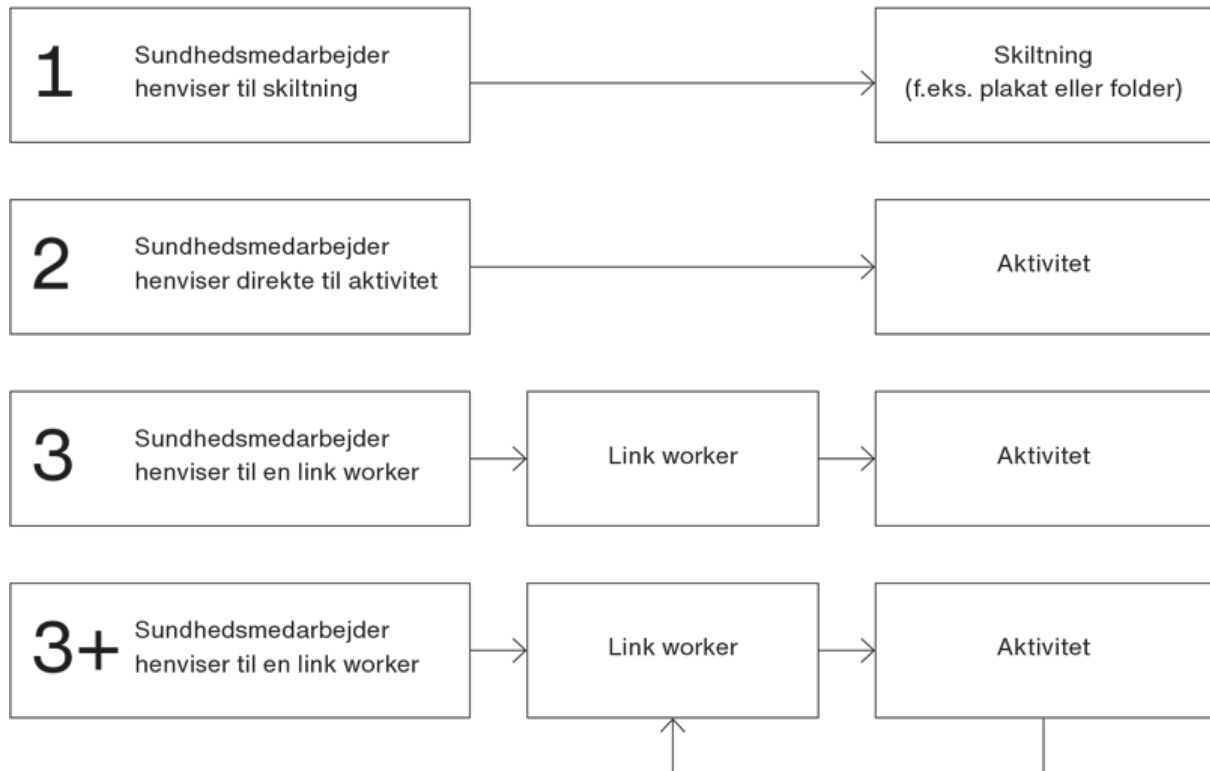 1
Sundhedsmedarbejder
henviser til skiltning
Skiltning
(f.eks. plakat eller folder)
2
Sundhedsmedarbejder
henviser direkte til aktivitet
Aktivitet
3
Sundhedsmedarbejder
henviser til en link worker
Link worker
Aktivitet
3+
Sundhedsmedarbejder
henviser til en link worker
Link worker
Aktivitet